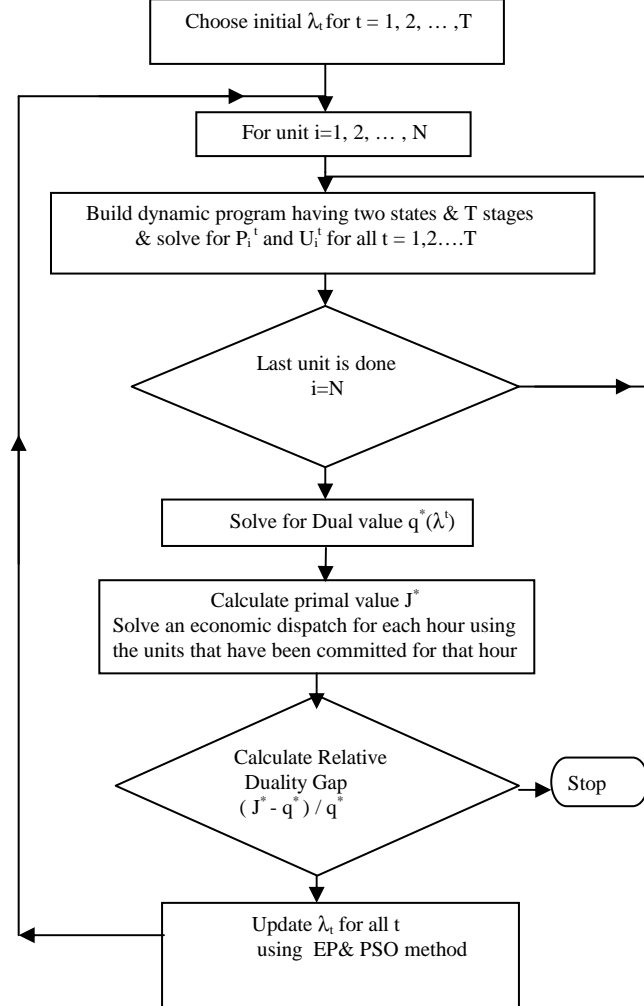 Choose initial λₜ for t = 1, 2, … ,T
For unit i=1, 2, … , N
Build dynamic program having two states & T stages
& solve for Pᵢᵗ and Uᵢᵗ for all t = 1,2….T
Last unit is done
i=N
Solve for Dual value q*(λᵗ)
Calculate primal value J*
Solve an economic dispatch for each hour using
the units that have been committed for that hour
Calculate Relative
Duality Gap
( J* - q* ) / q*
Stop
Update λₜ for all t
using EP& PSO method